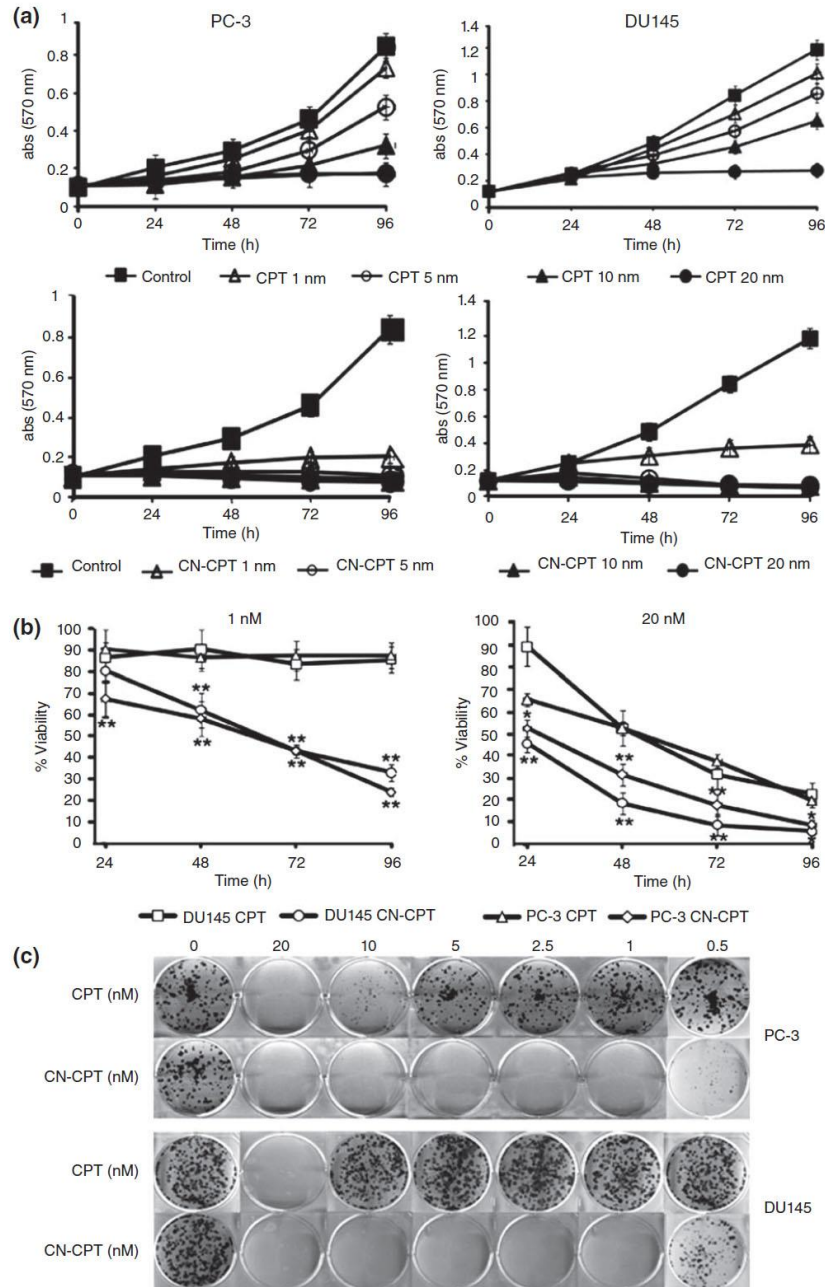 (a)
PC-3
DU145
1
0.8
0.6
0.4
0.2
0
abs (570 nm)
0 24 48 72 96
Time (h)
1.4
1.2
1
0.8
0.6
0.4
0.2
0
abs (570 nm)
0 24 48 72 96
Time (h)
Control CPT 1 nm CPT 5 nm CPT 10 nm CPT 20 nm
1
0.8
0.6
0.4
0.2
0
abs (570 nm)
0 24 48 72 96
Time (h)
1.4
1.2
1
0.8
0.6
0.4
0.2
0
abs (570 nm)
0 24 48 72 96
Time (h)
Control CN-CPT 1 nm CN-CPT 5 nm CN-CPT 10 nm CN-CPT 20 nm
(b)
1 nM
100
90
80
70
60
50
40
30
20
10
0
% Viability
** ** ** ** ** ** **
24 48 72 96
Time (h)
20 nM
100
90
80
70
60
50
40
30
20
10
0
% Viability
* ** ** ** ** ** * *
24 48 72 96
Time (h)
DU145 CPT DU145 CN-CPT PC-3 CPT PC-3 CN-CPT
(c)
0 20 10 5 2.5 1 0.5
CPT (nM)
PC-3
CN-CPT (nM)
CPT (nM)
DU145
CN-CPT (nM)